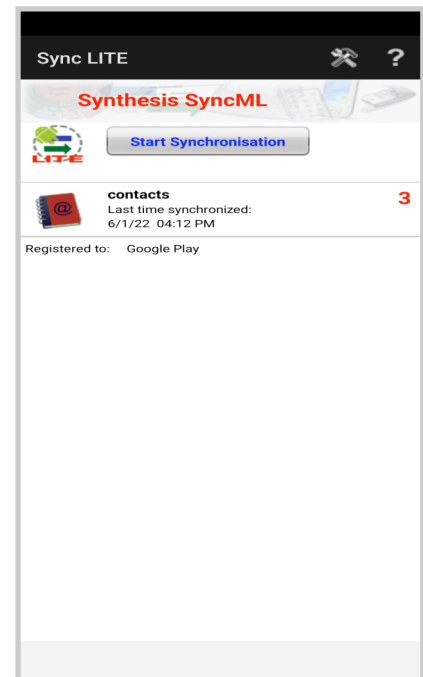 Sync LITE
?
Synthesis SyncML
LITE
Start Synchronisation
@
contacts
3
Last time synchronized:
6/1/22 04:12 PM
Registered to: Google Play